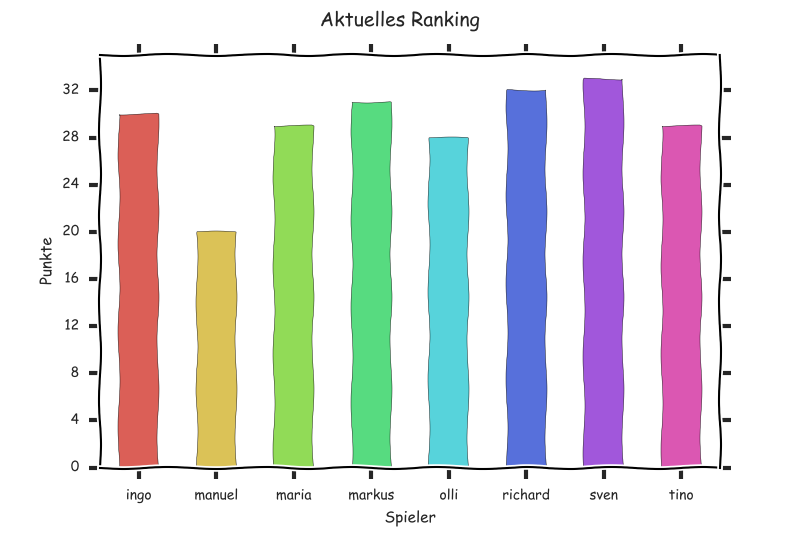 Aktuelles Ranking
32
28
24
20
16
12
8
4
0
Punkte
ingo manuel maria markus olli richard sven tino
Spieler